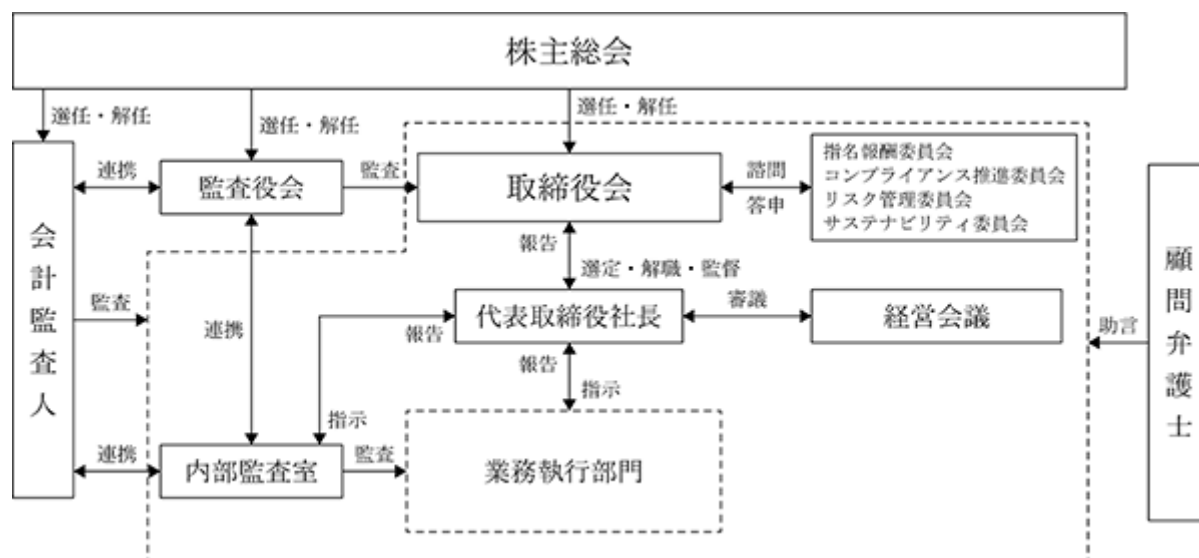 株主総会
選任・解任
選任・解任
選任・解任
連携
監査役会
監査
取締役会
諮問
答申
指名報酬委員会
コンプライアンス推進委員会
リスク管理委員会
サステナビリティ委員会
会計監査人
顧問弁護士
報告
選定・解職・監督
監査
連携
報告
代表取締役社長
審議
経営会議
助言
報告
指示
指示
連携
内部監査室
監査
業務執行部門